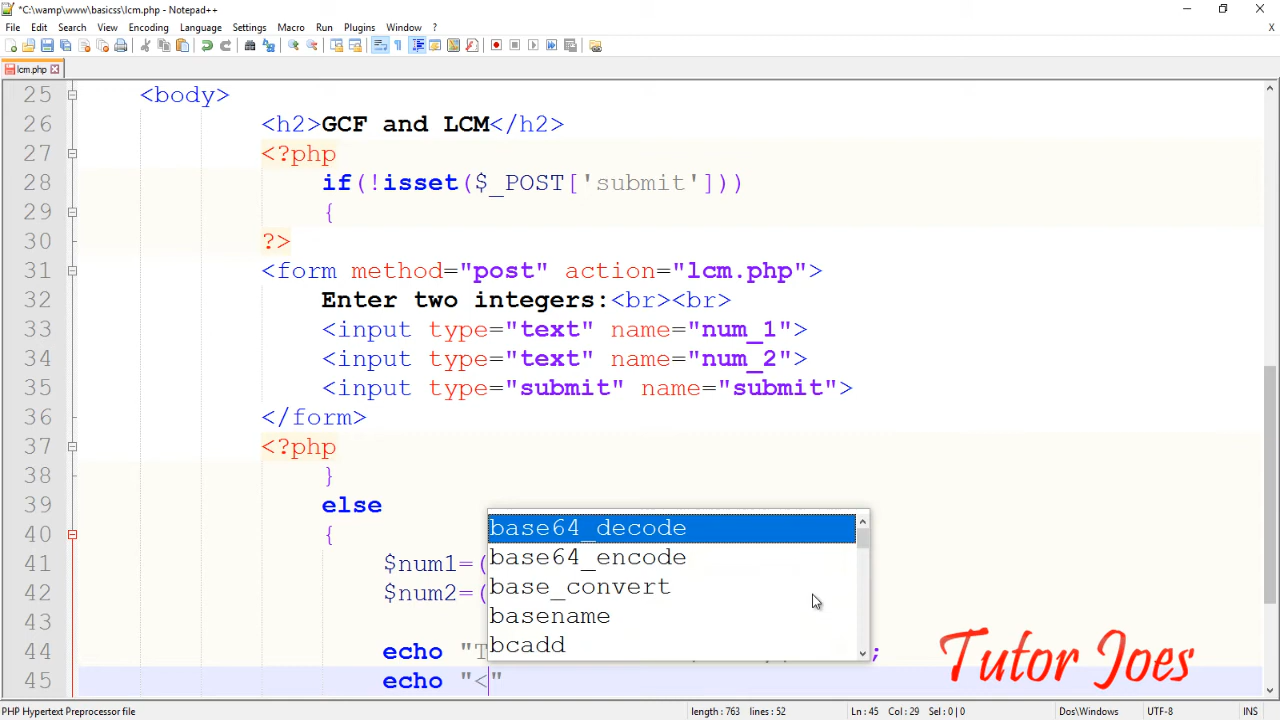 *C:\wamp\www\basicss\lcm.php - Notepad++
File Edit Search View Encoding Language Settings Macro Run Plugins Window ? X
lcm.php
25 <body>
26 <h2>GCF and LCM</h2>
27 <?php
28 if(!isset($_POST['submit']))
29 {
30 ?>
31 <form method="post" action="lcm.php">
32 Enter two integers:<br><br>
33 <input type="text" name="num_1">
34 <input type="text" name="num_2">
35 <input type="submit" name="submit">
36 </form>
37 <?php
38 }
39 else
40 {
base64_decode
41 $num1=(
base64_encode
42 $num2=(
base_convert
43
basename
44 echo "T ;
bcadd
45 echo "<"
Tutor Joes
PHP Hypertext Preprocessor file length : 763 lines : 52 Ln : 45 Col : 29 Sel : 0 | 0 Dos\Windows UTF-8 INS